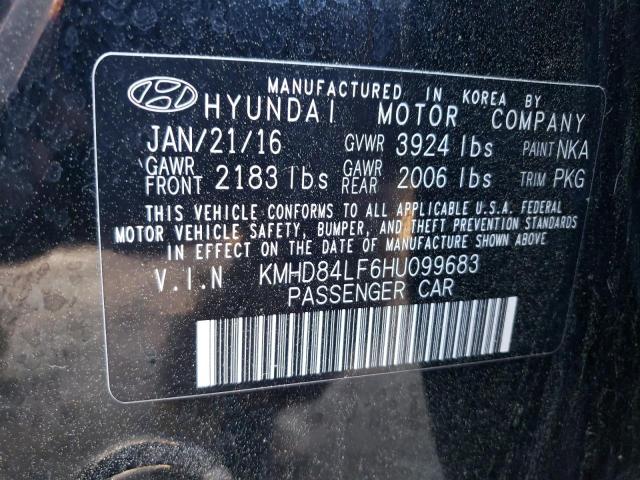 MANUFACTURED IN KOREA BY
HYUNDAI MOTOR COMPANY
JAN/21/16 GVWR 3924 lbs PAINT NKA
GAWR FRONT 2183 lbs GAWR REAR 2006 lbs TRIM PKG
THIS VEHICLE CONFORMS TO ALL APPLICABLE U.S.A. FEDERAL
MOTOR VEHICLE SAFETY, BUMPER, AND THEFT PREVENTION STANDARDS
IN EFFECT ON THE DATE OF MANUFACTURE SHOWN ABOVE
V.I.N KMHD84LF6HU099683
PASSENGER CAR